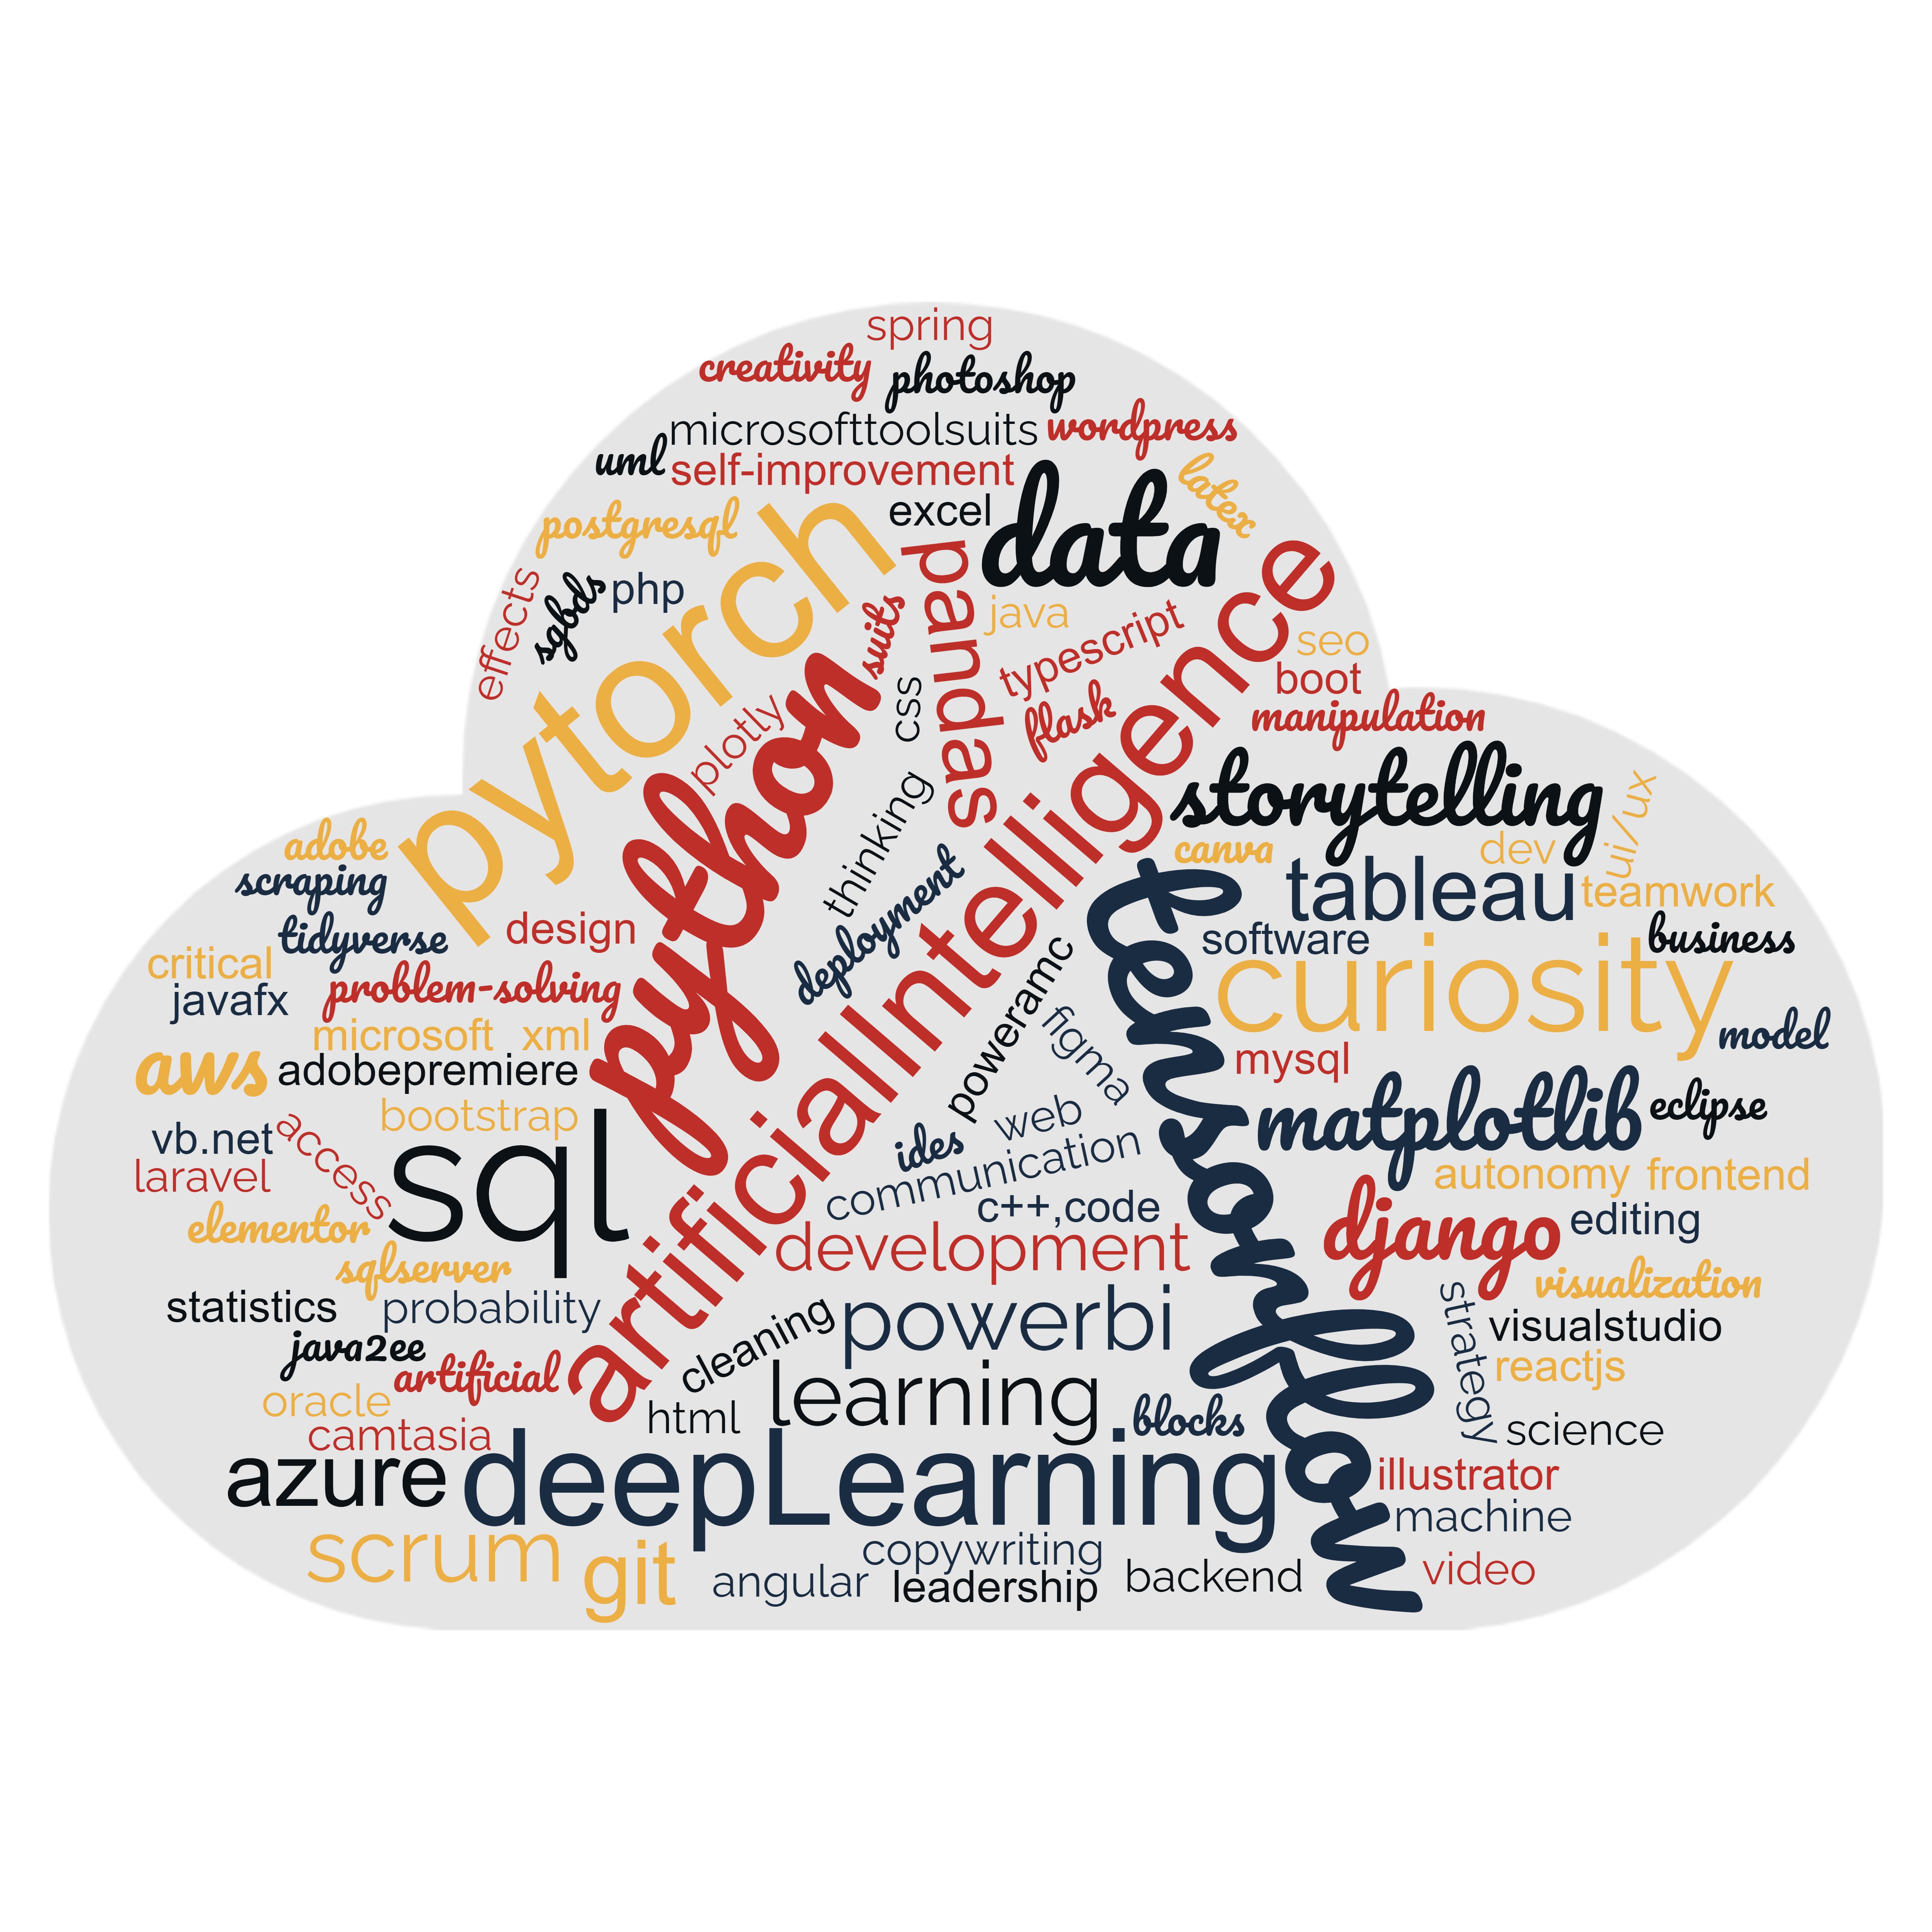 spring
creativity
photoshop
microsofttoolsuits
wordpress
uml
self-improvement
latex
excel
data
postgresql
pytorch
pandas
effects
sgbds
php
suits
java
typescript
seo
boot
plotly
css
flask
manipulation
python
artificialIntelligence
storytelling
thinking
ui/ux
adobe
canva
dev
scraping
deployment
tensorflow
tableau
teamwork
tidyverse
design
software
business
critical
curiosity
javafx
problem-solving
poweramc
figma
model
microsoft
xml
mysql
aws
adobepremiere
matplotlib
eclipse
bootstrap
web
vb.net
access
sql
ides
communication
laravel
autonomy
frontend
c++,code
elementor
django
editing
development
sqlserver
visualization
statistics
probability
powerbi
strategy
visualstudio
java2ee
cleaning
artificial
reactjs
oracle
learning
html
blocks
camtasia
science
azure
deepLearning
illustrator
machine
scrum
git
copywriting
angular
leadership
backend
video